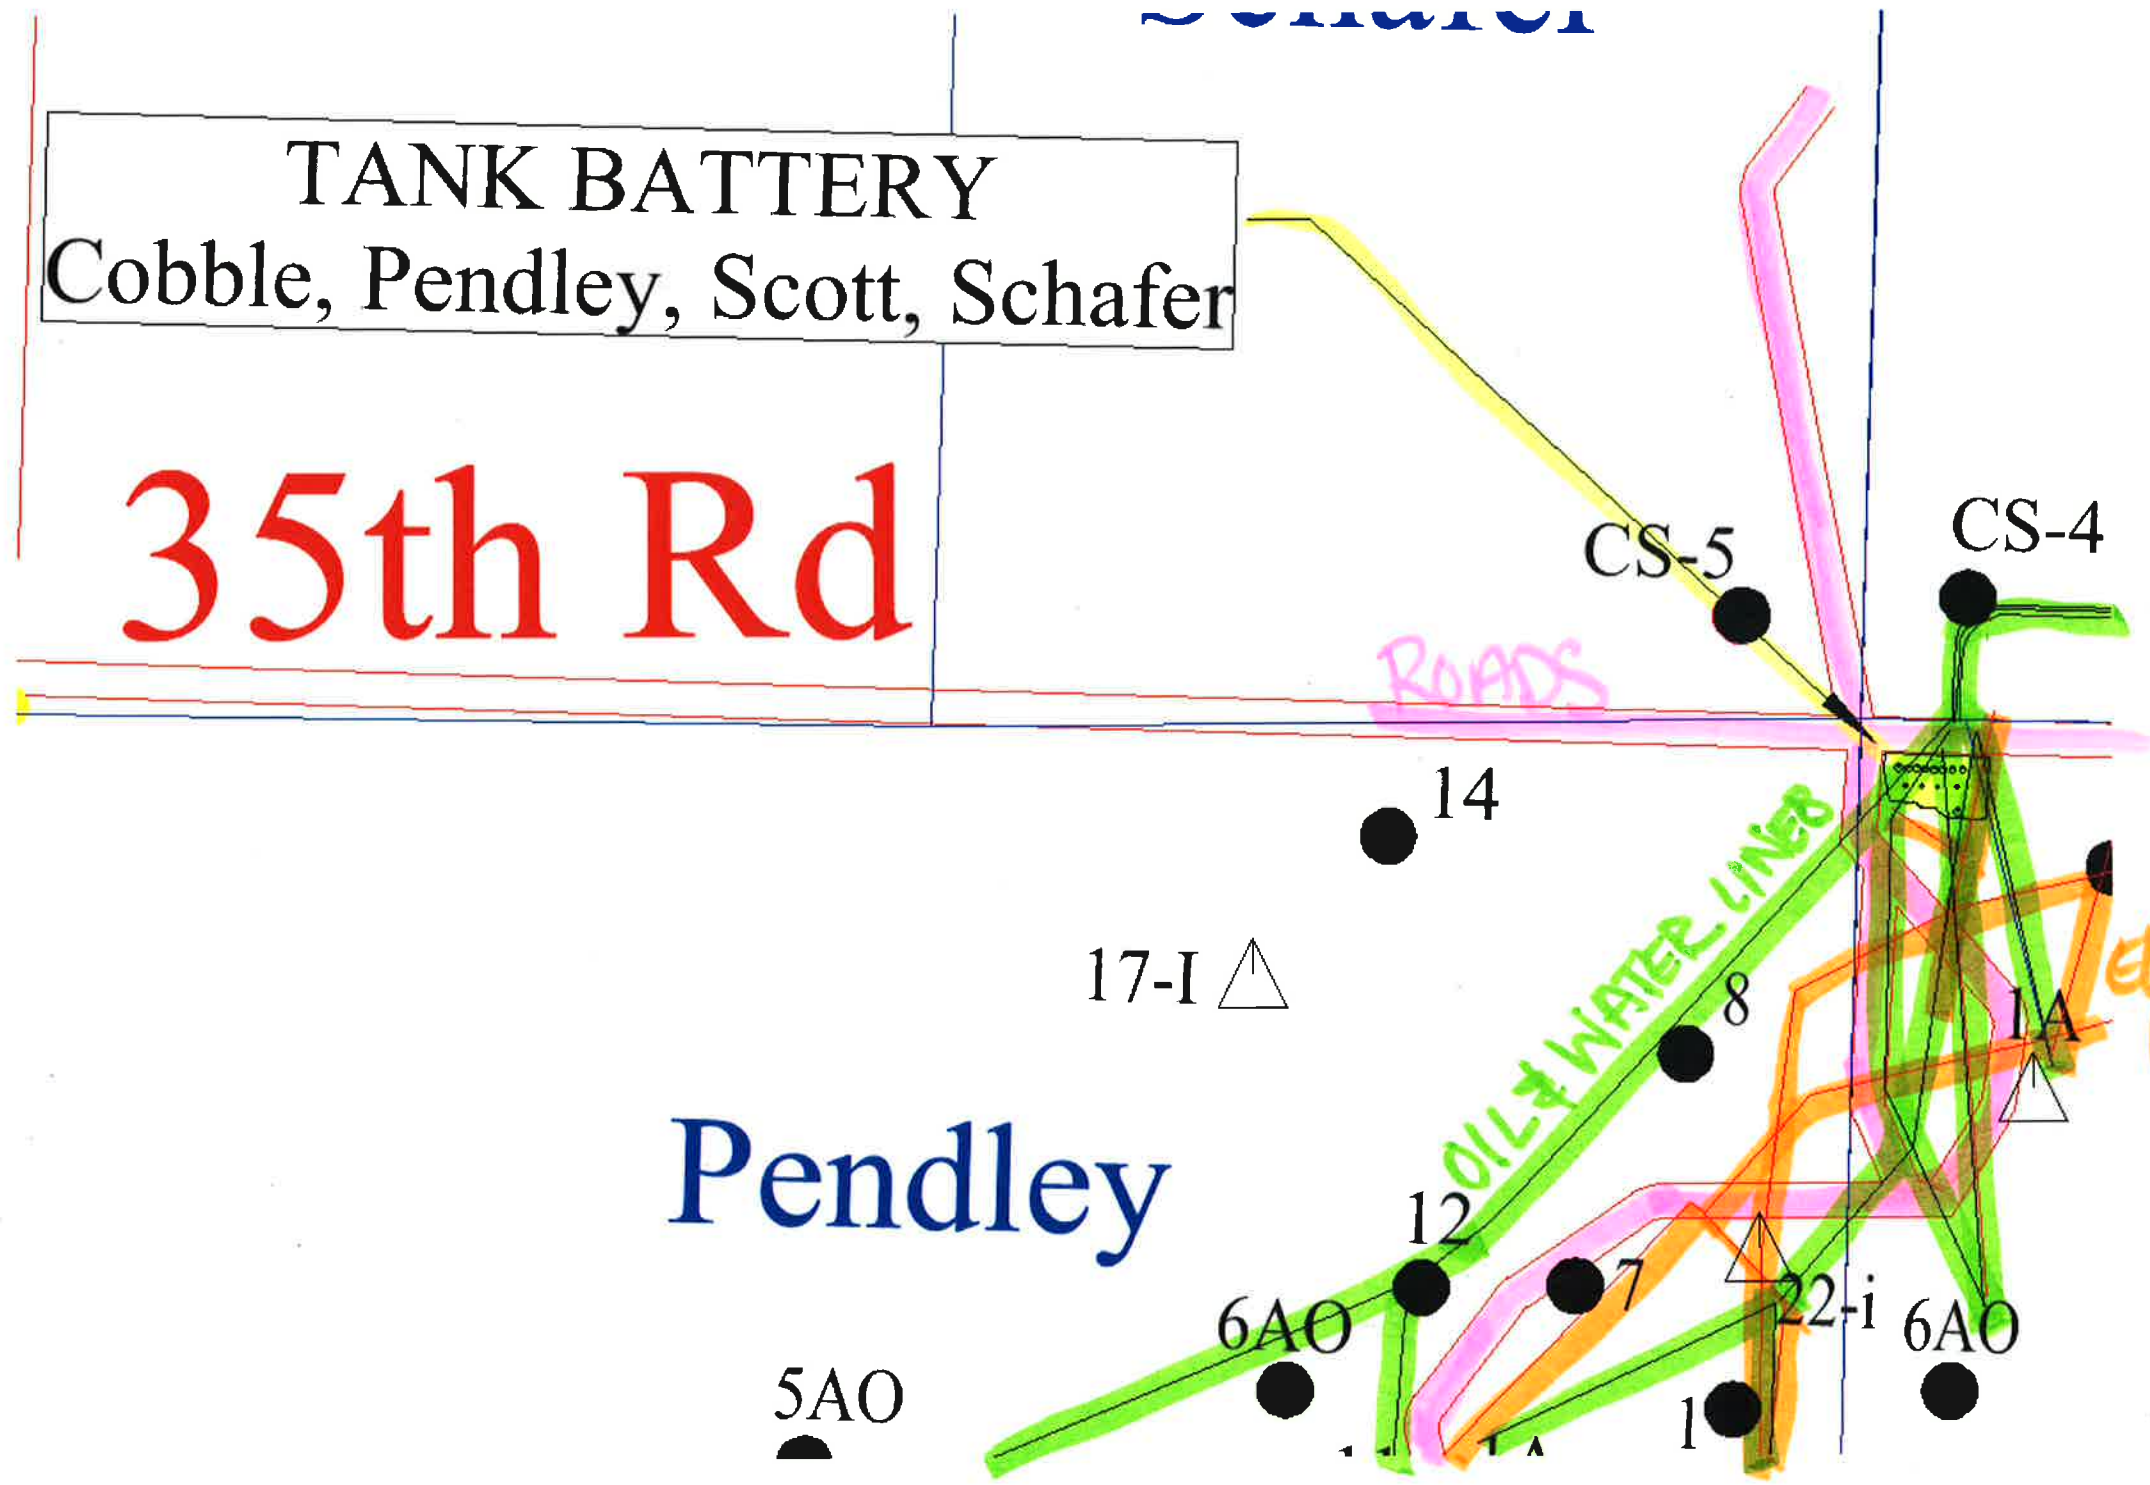 Schafer
TANK BATTERY
Cobble, Pendley, Scott, Schafer
35th Rd
CS-5
CS-4
ROADS
14
OIL & WATER LINES
17-I
8
1A
Pendley
12
7
22-i
6AO
6AO
5AO
1